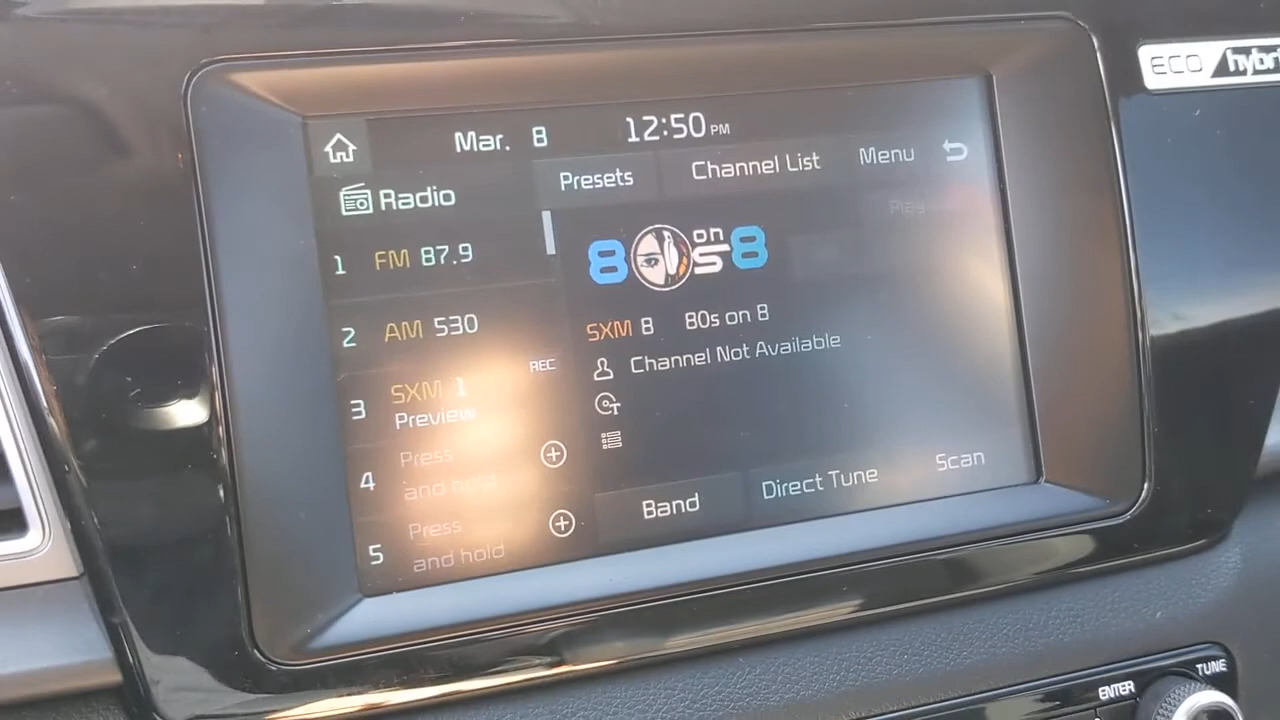 ECO hybr
Mar. 8 12:50 PM
Radio
Presets Channel List Menu
Play
1 FM 87.9
2 AM 530
REC
3 SXM 1
Preview
4 Press
and hold
5 Press
and hold
80s on 8
SXM 8 80s on 8
Channel Not Available
Band Direct Tune Scan
ENTER
TUNE